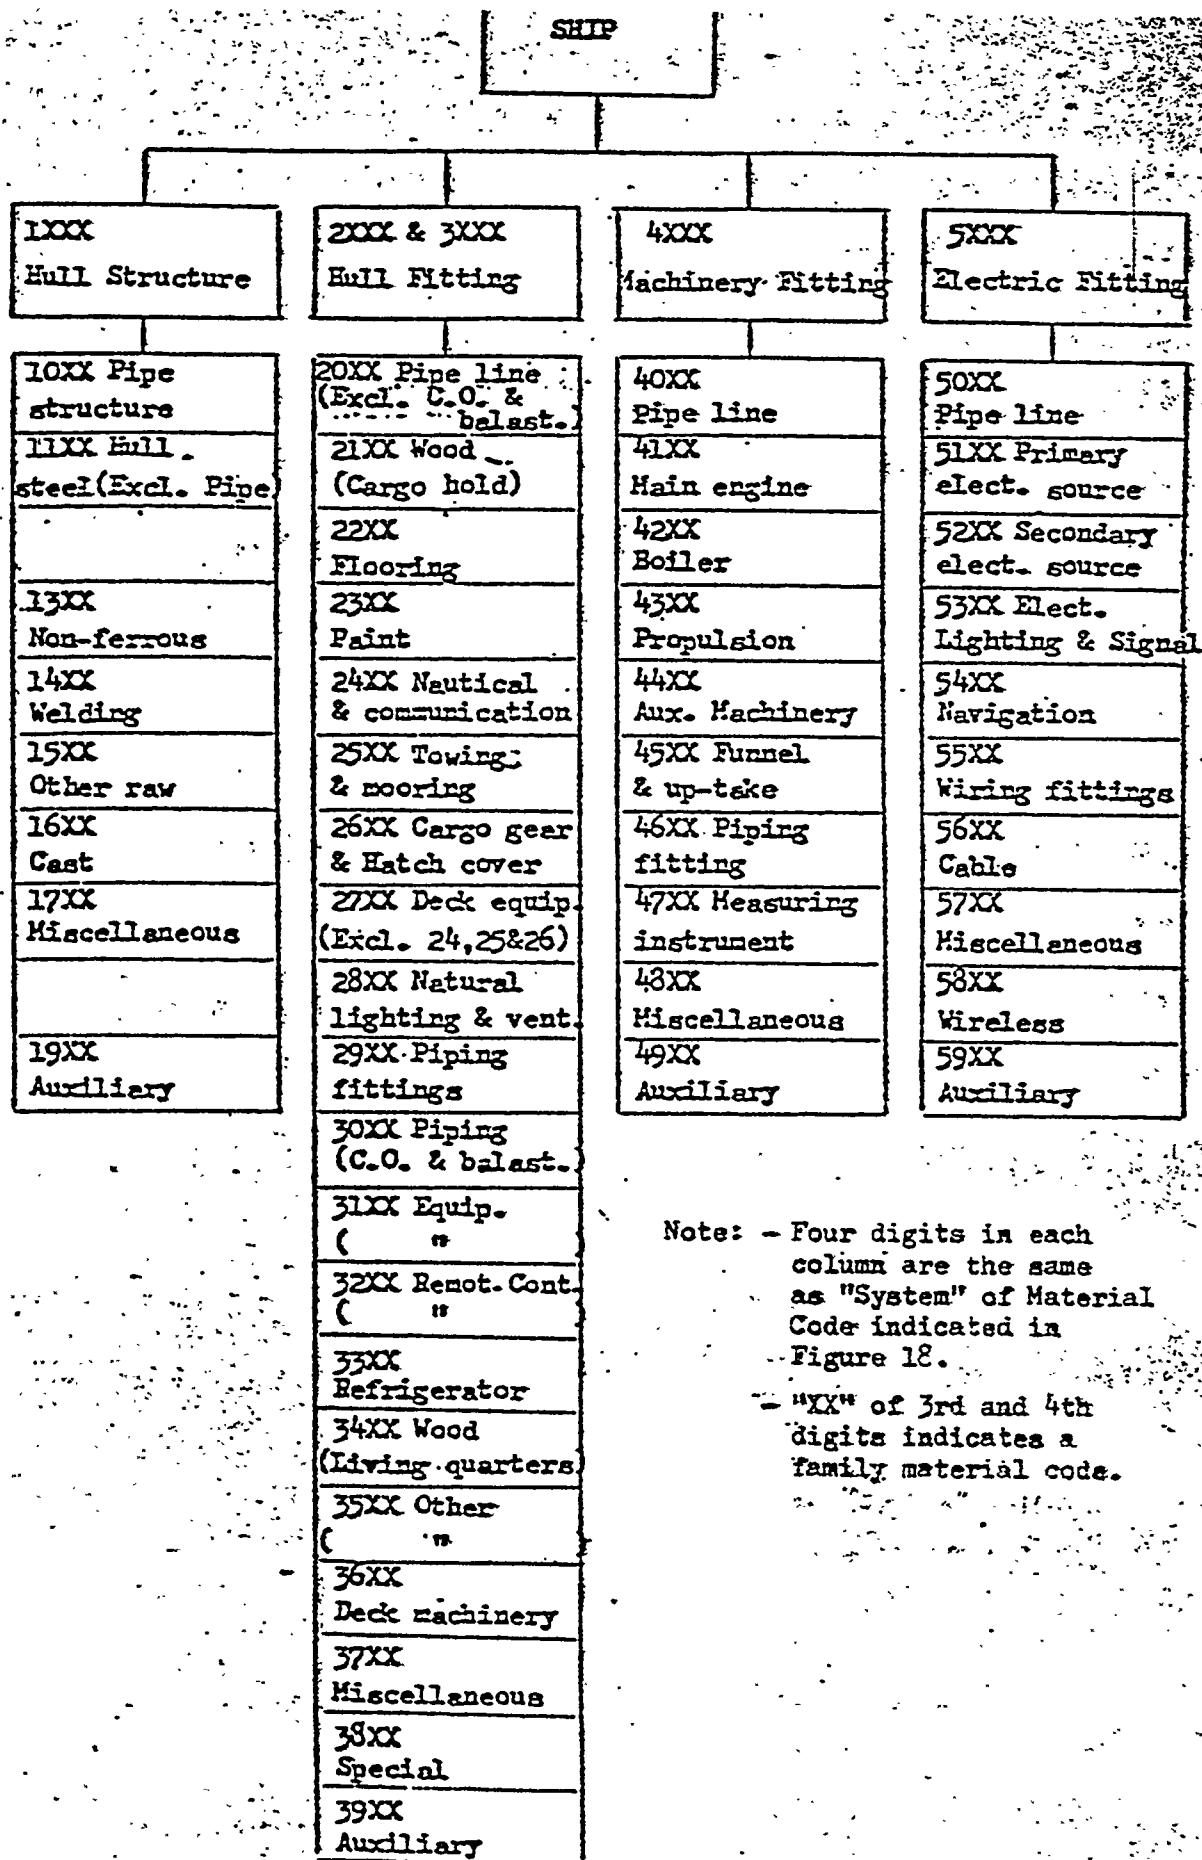 SHIP
1XXX
Hull Structure
10XX Pipe
structure
11XX Hull
steel(Excl. Pipe)
13XX
Non-ferrous
14XX
Welding
15XX
Other raw
16XX
Cast
17XX
Miscellaneous
19XX
Auxiliary
2XXX & 3XXX
Hull Fitting
20XX Pipe line
(Excl. C.O. &
balast.)
21XX Wood
(Cargo hold)
22XX
Flooring
23XX
Paint
24XX Nautical
& communication
25XX Towing
& mooring
26XX Cargo gear
& Hatch cover
27XX Deck equip.
(Excl. 24,25&26)
28XX Natural
lighting & vent.
29XX Piping
fittings
30XX Piping
(C.O. & balast.)
31XX Equip.
( " )
32XX Remot. Cont.
( " )
33XX
Refrigerator
34XX Wood
(Living quarters)
35XX Other
( " )
36XX
Deck machinery
37XX
Miscellaneous
38XX
Special
39XX
Auxiliary
4XXX
Machinery Fitting
40XX
Pipe line
41XX
Main engine
42XX
Boiler
43XX
Propulsion
44XX
Aux. Machinery
45XX Funnel
& up-take
46XX Piping
fitting
47XX Measuring
instrument
48XX
Miscellaneous
49XX
Auxiliary
5XXX
Electric Fitting
50XX
Pipe line
51XX Primary
elect. source
52XX Secondary
elect. source
53XX Elect.
Lighting & Signal
54XX
Navigation
55XX
Wiring fittings
56XX
Cable
57XX
Miscellaneous
58XX
Wireless
59XX
Auxiliary
Note: - Four digits in each
column are the same
as "System" of Material
Code indicated in
Figure 18.
- "XX" of 3rd and 4th
digits indicates a
family material code.